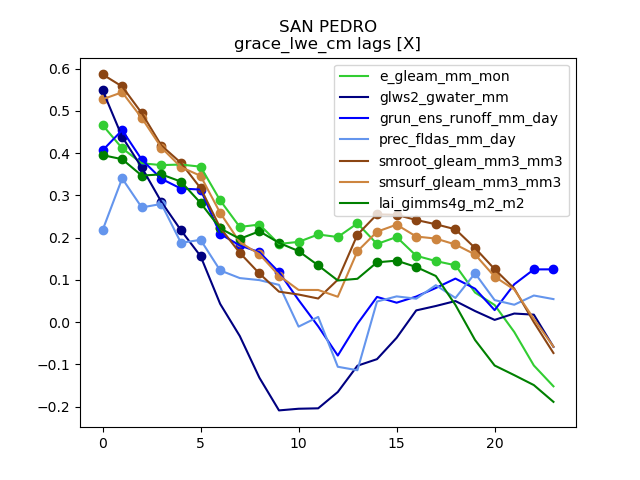 SAN PEDRO
grace_lwe_cm lags [X]
e_gleam_mm_mon
glws2_gwater_mm
grun_ens_runoff_mm_day
prec_fldas_mm_day
smroot_gleam_mm3_mm3
smsurf_gleam_mm3_mm3
lai_gimms4g_m2_m2
0.6
0.5
0.4
0.3
0.2
0.1
0.0
−0.1
−0.2
0 5 10 15 20